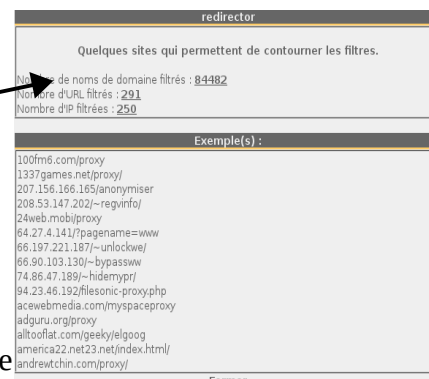 redirector
Quelques sites qui permettent de contourner les filtres.
Nombre de noms de domaine filtrés : 84482
Nombre d'URL filtrés : 291
Nombre d'IP filtrées : 250
Exemple(s) :
100fm6.com/proxy
1337games.net/proxy/
207.156.166.165/anonymiser
208.53.147.202/~regvinfo/
24web.mobi/proxy
64.27.4.141/?pagename=www
66.197.221.187/~unlockwe/
66.90.103.130/~bypassww
74.86.47.189/~hidemypr/
94.23.46.192/filesonic-proxy.php
acewebmedia.com/myspaceproxy
adguru.org/proxy
alltooflat.com/geeky/elgoog
america22.net23.net/index.html/
andrewtchin.com/proxy/
e